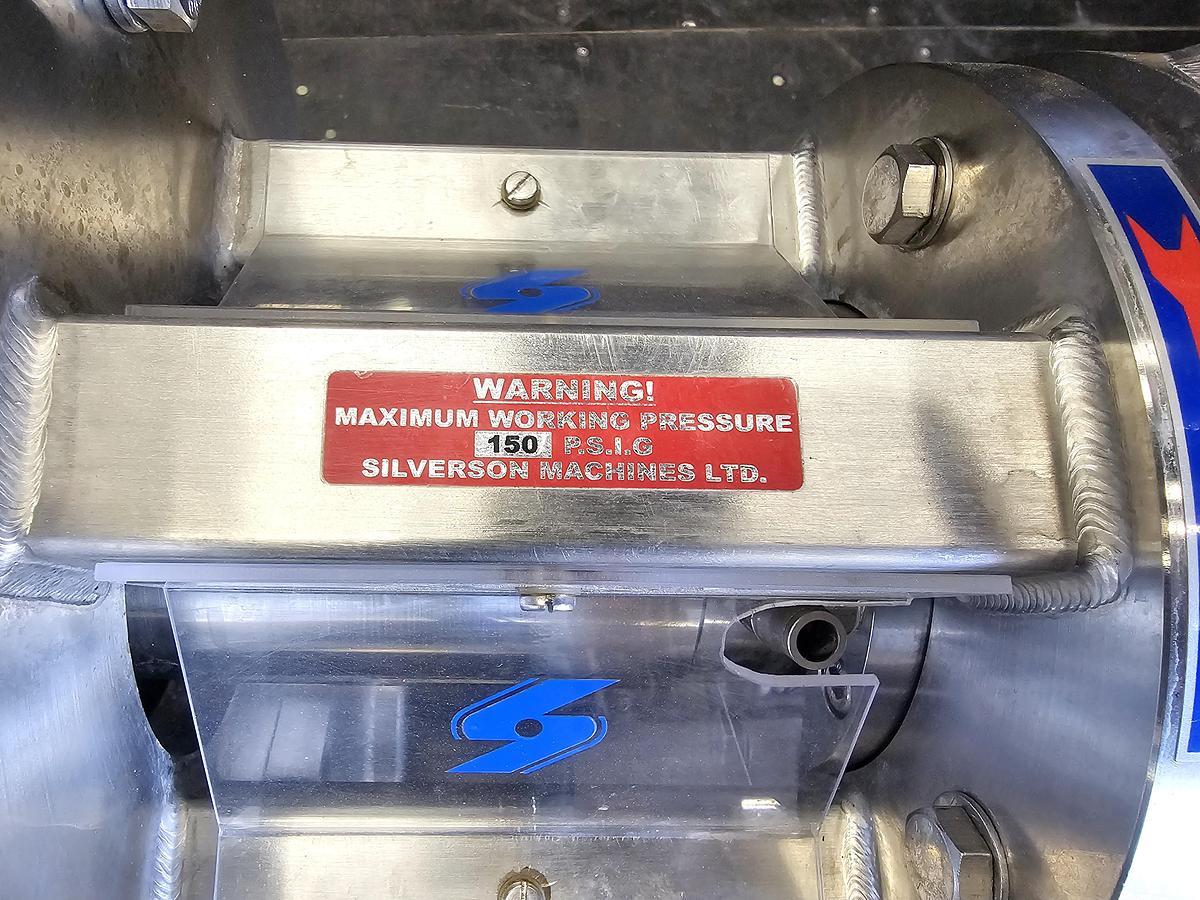 WARNING!
MAXIMUM WORKING PRESSURE
150 P.S.I.G
SILVERSON MACHINES LTD.